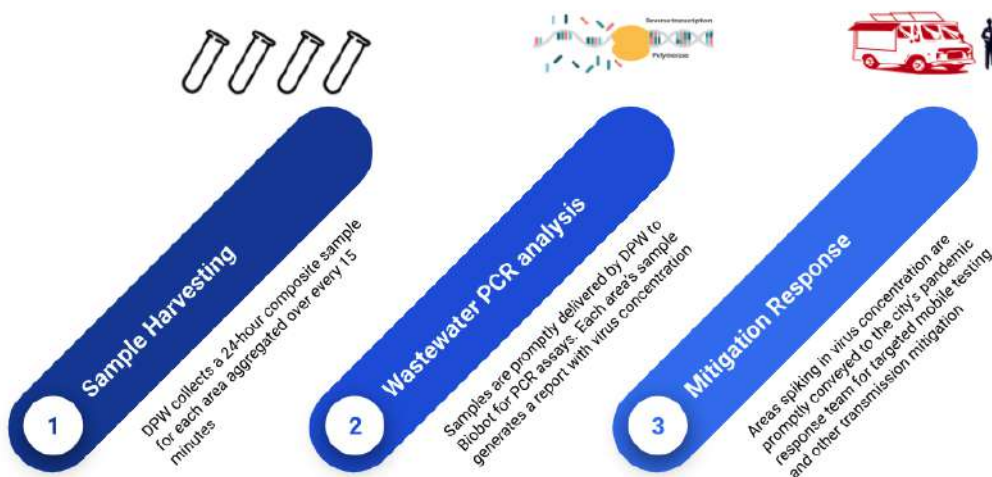 Reverse transcription
Polymerase
Sample Harvesting
DPW collects a 24-hour composite sample
for each area aggregated over every 15
minutes
1
Wastewater PCR analysis
Samples are promptly delivered by DPW to
Biobot for PCR assays. Each area's sample
generates a report with virus concentration
2
Mitigation Response
Areas spiking in virus concentration are
promptly conveyed to the city's pandemic
response team for targeted mobile testing
and other transmission mitigation
3